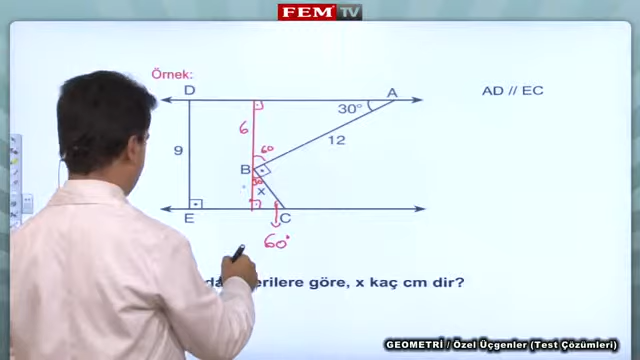 FEM TV
Örnek:
D
A
AD // EC
30°
6
9
60
12
B
30
x
E
C
60°
erilere göre, x kaç cm dir?
GEOMETRİ / Özel Üçgenler (Test Çözümleri)